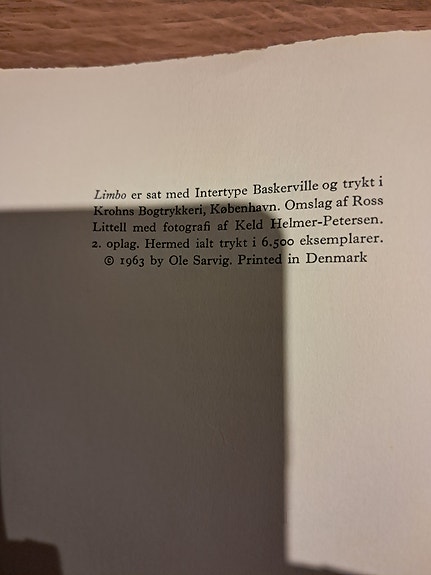 Limbo er sat med Intertype Baskerville og trykt i
Krohns Bogtrykkeri, København. Omslag af Ross
Littell med fotografi af Keld Helmer-Petersen.
2. oplag. Hermed ialt trykt i 6.500 eksemplarer.
© 1963 by Ole Sarvig. Printed in Denmark